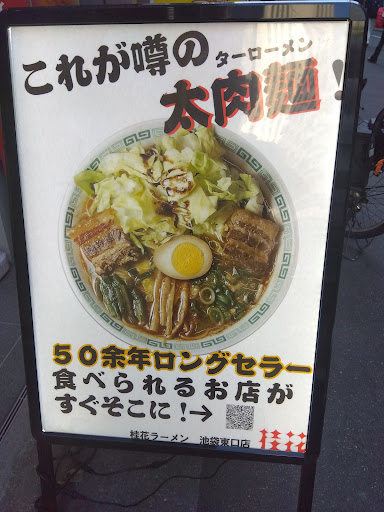 これが噂の
ターローメン
太肉麺!
50余年ロングセラー
食べられるお店が
すぐそこに!→
桂花ラーメン 池袋東口店
桂花